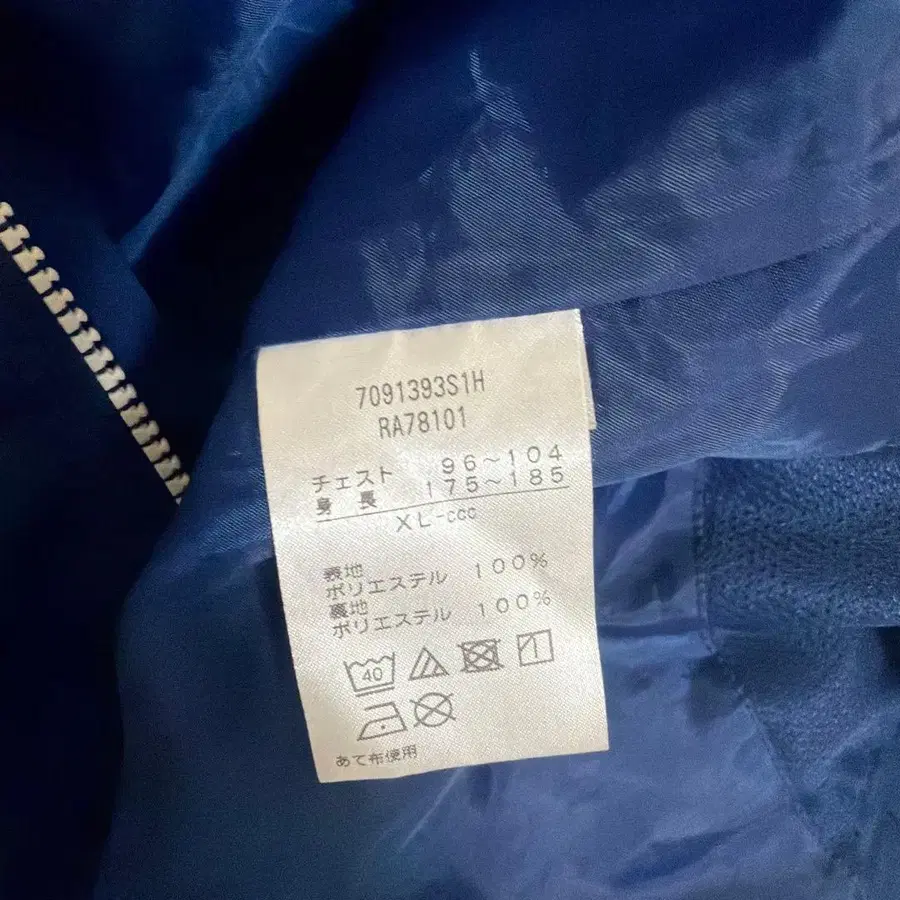 7091393S1H
RA78101
チェスト 96~104
身長 175~185
XL-ccc
表地
ポリエステル 100%
裏地
ポリエステル 100%
40
あて布使用